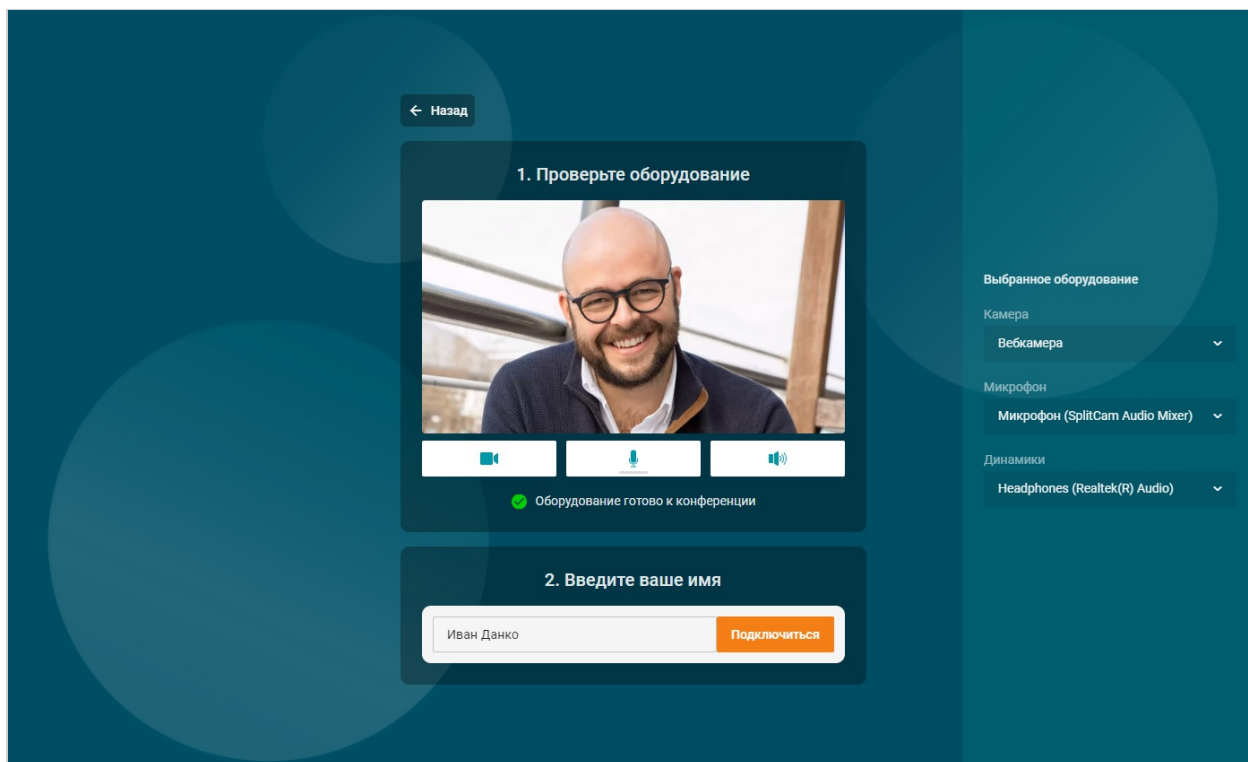 Назад
1. Проверьте оборудование
Оборудование готово к конференции
2. Введите ваше имя
Иван Данко
Подключиться
Выбранное оборудование
Камера
Вебкамера
Микрофон
Микрофон (SplitCam Audio Mixer)
Динамики
Headphones (Realtek(R) Audio)